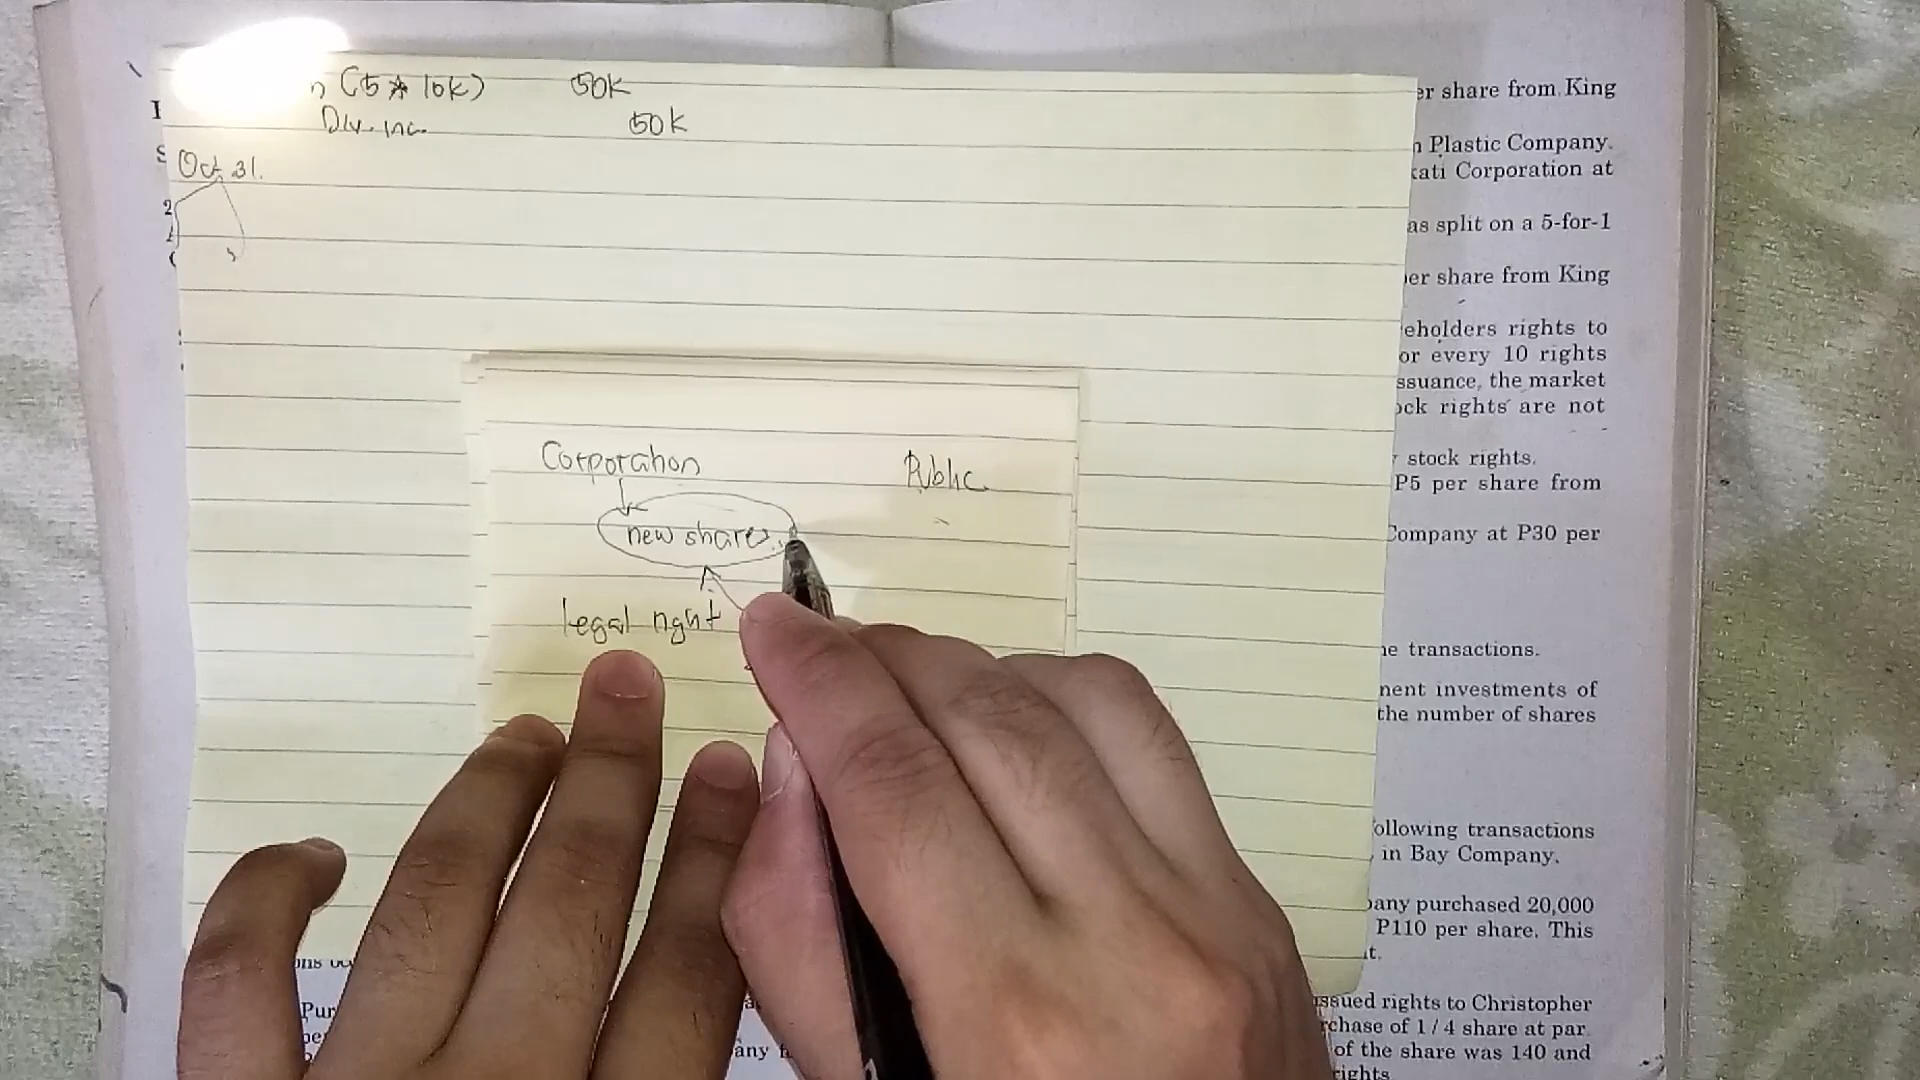 (5 * 10k) 50k
Div. inc. 50k
Oct. 31.
Corporation Public
new shares
legal right
er share from King
Plastic Company.
ati Corporation at
as split on a 5-for-1
er share from King
eholders rights to
or every 10 rights
ssuance, the market
ock rights are not
stock rights.
P5 per share from
Company at P30 per
e transactions.
nent investments of
the number of shares
ollowing transactions
in Bay Company.
any purchased 20,000
P110 per share. This
it.
ssued rights to Christopher
rchase of 1/4 share at par
of the share was 140 and
rights